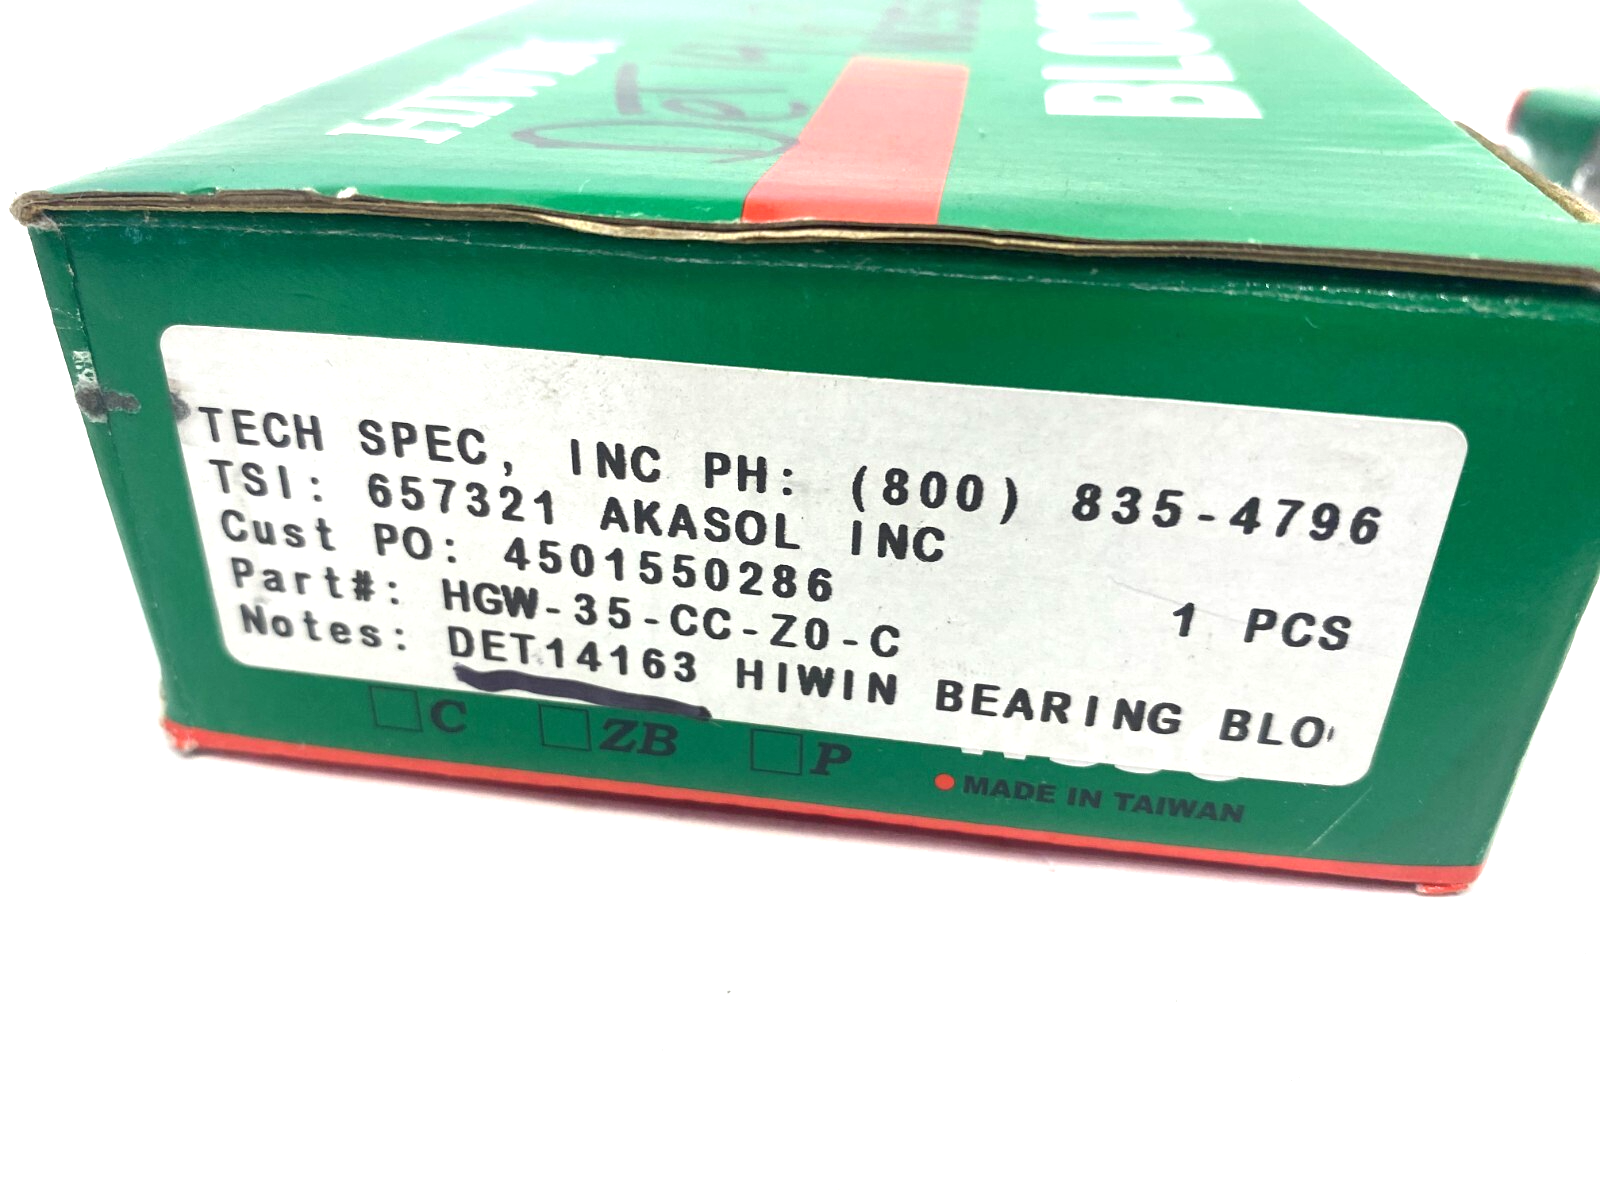 HIWIN
DET
TECH SPEC, INC PH: (800) 835-4796
TSI: 657321 AKASOL INC
Cust PO: 4501550286
Part#: HGW-35-CC-Z0-C 1 PCS
Notes: DET14163 HIWIN BEARING BLO
C ZB P
MADE IN TAIWAN